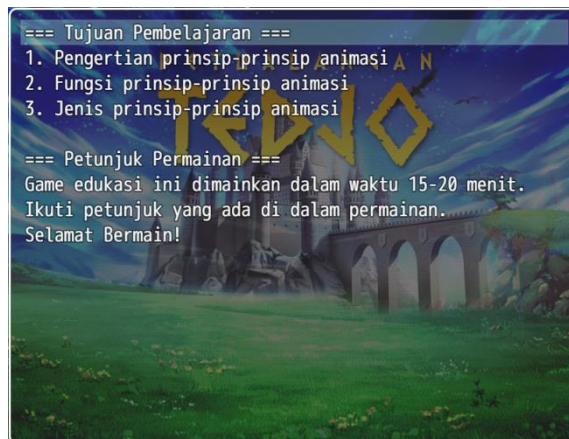 === Tujuan Pembelajaran ===
1. Pengertian prinsip-prinsip animasi
2. Fungsi prinsip-prinsip animasi
3. Jenis prinsip-prinsip animasi
TEDJO
=== Petunjuk Permainan ===
Game edukasi ini dimainkan dalam waktu 15-20 menit.
Ikuti petunjuk yang ada di dalam permainan.
Selamat Bermain!